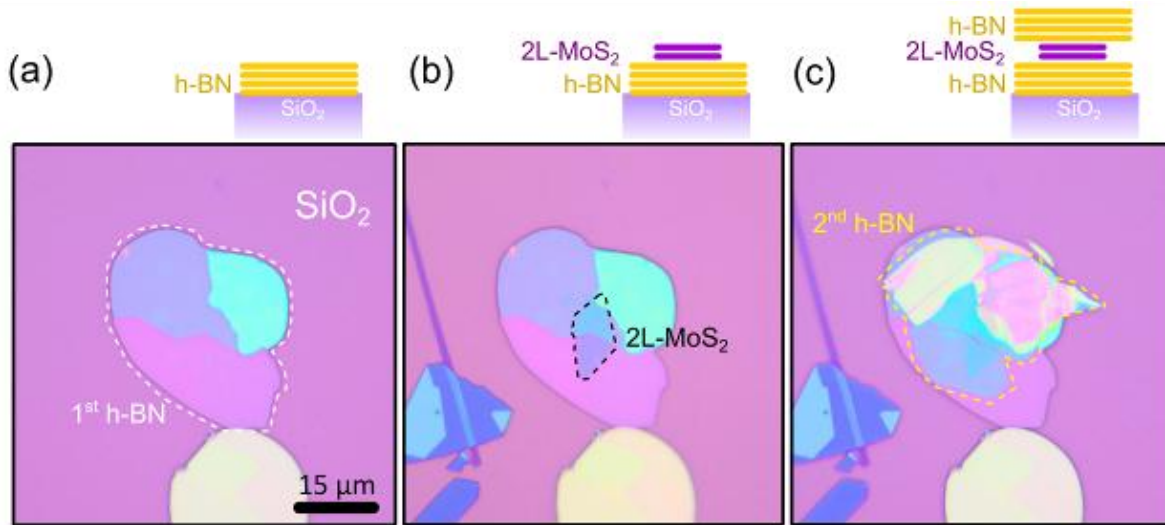 (a)
h-BN
SiO₂
SiO₂
1ˢᵗ h-BN
15 µm
(b)
2L-MoS₂
h-BN
SiO₂
2L-MoS₂
(c)
h-BN
2L-MoS₂
h-BN
SiO₂
2ⁿᵈ h-BN